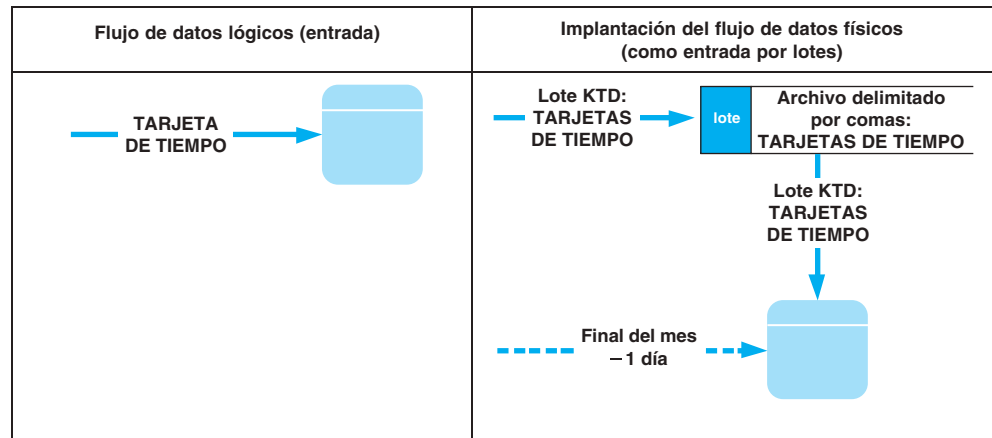 Flujo de datos lógicos (entrada)
Implantación del flujo de datos físicos
(como entrada por lotes)
TARJETA
DE TIEMPO
Lote KTD:
TARJETAS
DE TIEMPO
lote
Archivo delimitado
por comas:
TARJETAS DE TIEMPO
Lote KTD:
TARJETAS
DE TIEMPO
Final del mes
−1 día